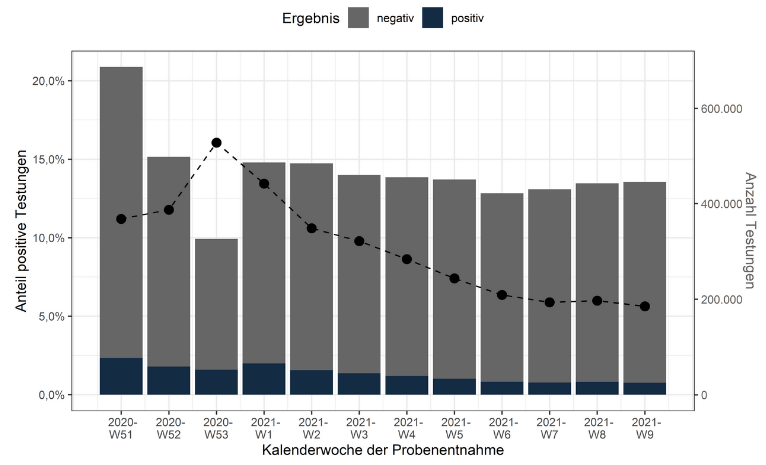 Ergebnis negativ positiv
20,0%
15,0%
10,0%
5,0%
0,0%
Anteil positive Testungen
600.000
400.000
200.000
0
Anzahl Testungen
2020-W51
2020-W52
2020-W53
2021-W1
2021-W2
2021-W3
2021-W4
2021-W5
2021-W6
2021-W7
2021-W8
2021-W9
Kalenderwoche der Probenentnahme